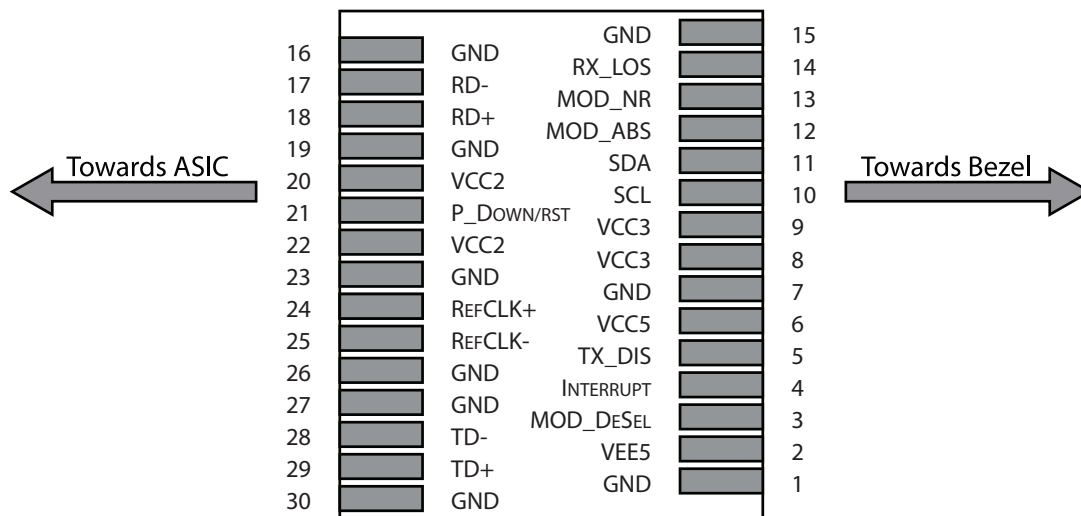 16 GND
17 RD-
18 RD+
19 GND
20 VCC2
21 P_DOWN/RST
22 VCC2
23 GND
24 REFCLK+
25 REFCLK-
26 GND
27 GND
28 TD-
29 TD+
30 GND
GND 15
RX_LOS 14
MOD_NR 13
MOD_ABS 12
SDA 11
SCL 10
VCC3 9
VCC3 8
GND 7
VCC5 6
TX_DIS 5
INTERRUPT 4
MOD_DESEL 3
VEE5 2
GND 1
Towards ASIC
Towards Bezel